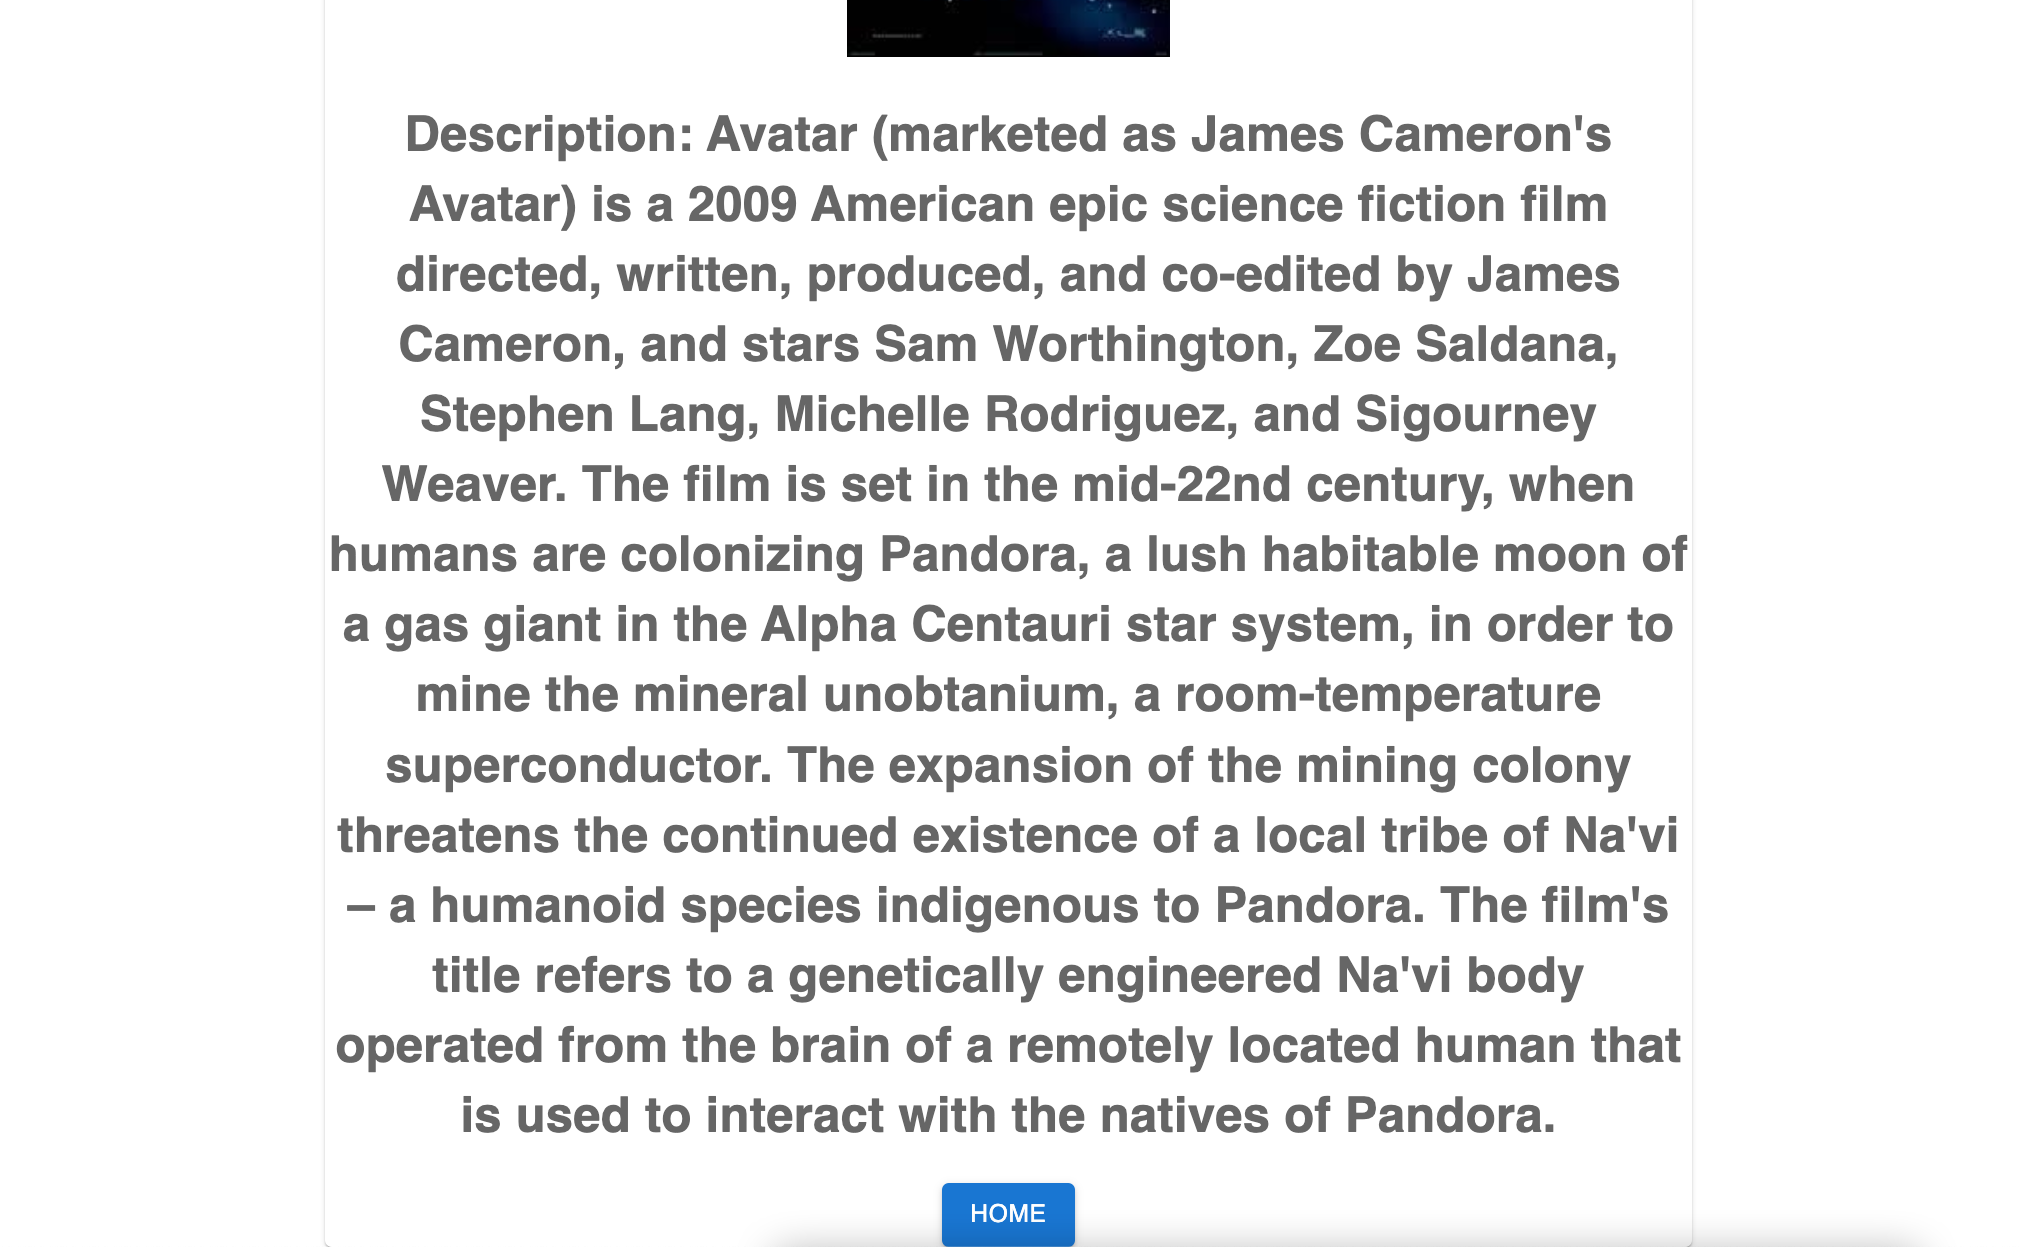 Description: Avatar (marketed as James Cameron's
Avatar) is a 2009 American epic science fiction film
directed, written, produced, and co-edited by James
Cameron, and stars Sam Worthington, Zoe Saldana,
Stephen Lang, Michelle Rodriguez, and Sigourney
Weaver. The film is set in the mid-22nd century, when
humans are colonizing Pandora, a lush habitable moon of
a gas giant in the Alpha Centauri star system, in order to
mine the mineral unobtanium, a room-temperature
superconductor. The expansion of the mining colony
threatens the continued existence of a local tribe of Na'vi
– a humanoid species indigenous to Pandora. The film's
title refers to a genetically engineered Na'vi body
operated from the brain of a remotely located human that
is used to interact with the natives of Pandora.
HOME